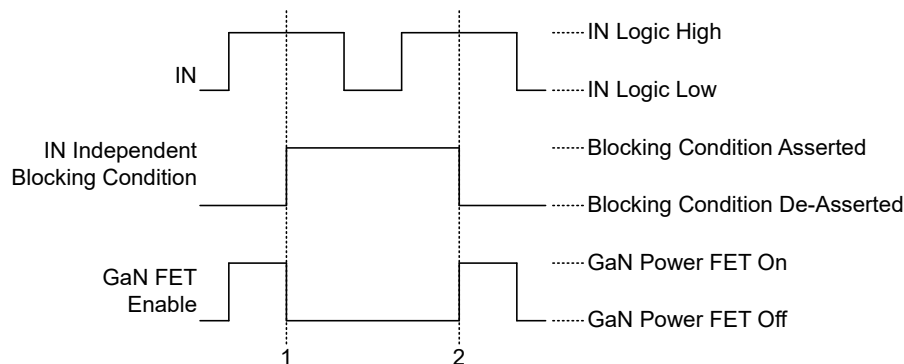 IN
IN Logic High
IN Logic Low
IN Independent
Blocking Condition
Blocking Condition Asserted
Blocking Condition De-Asserted
GaN FET
Enable
GaN Power FET On
GaN Power FET Off
1
2